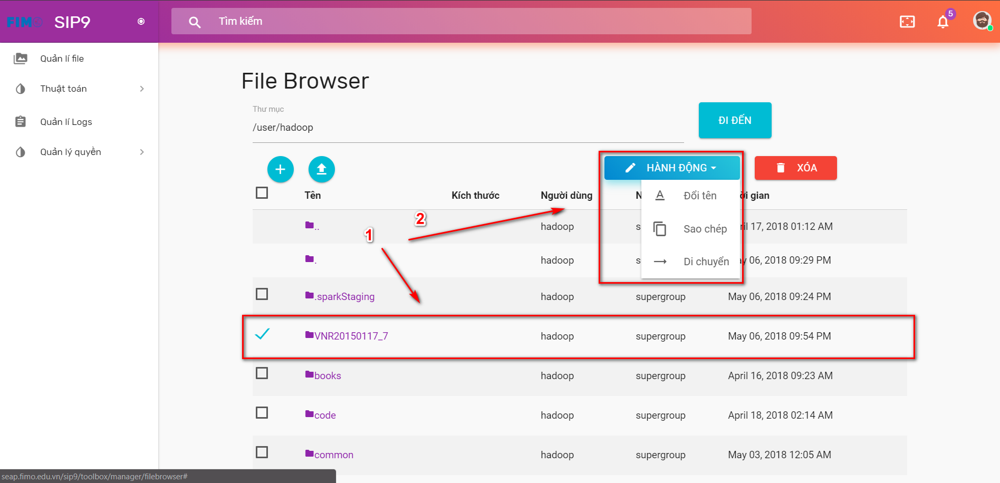 FIMO SIP9
Tìm kiếm
5
Quản lí file
Thuật toán
Quản lí Logs
Quản lý quyền
File Browser
Thư mục
/user/hadoop
ĐI ĐẾN
HÀNH ĐỘNG
XÓA
Đổi tên
Sao chép
Di chuyển
Tên Kích thước Người dùng N ời gian
1
2
.. hadoop s ril 17, 2018 01:12 AM
. hadoop s ay 06, 2018 09:29 PM
.sparkStaging hadoop supergroup May 06, 2018 09:24 PM
VNR20150117_7 hadoop supergroup May 06, 2018 09:54 PM
books hadoop supergroup April 16, 2018 09:23 AM
code hadoop supergroup April 18, 2018 02:14 AM
common hadoop supergroup May 03, 2018 12:05 AM
seap.fimo.edu.vn/sip9/toolbox/manager/filebrowser#